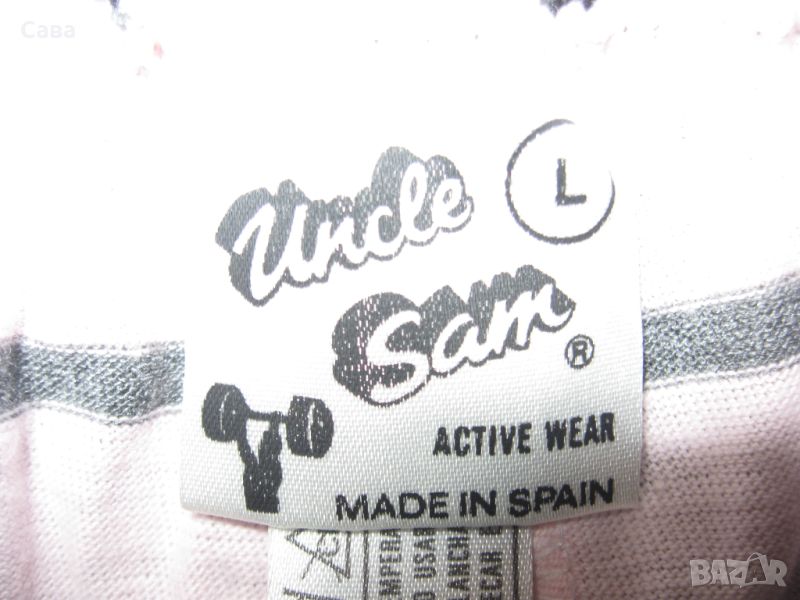 Сава
Uncle
L
Sam
®
ACTIVE WEAR
MADE IN SPAIN
BAZAR